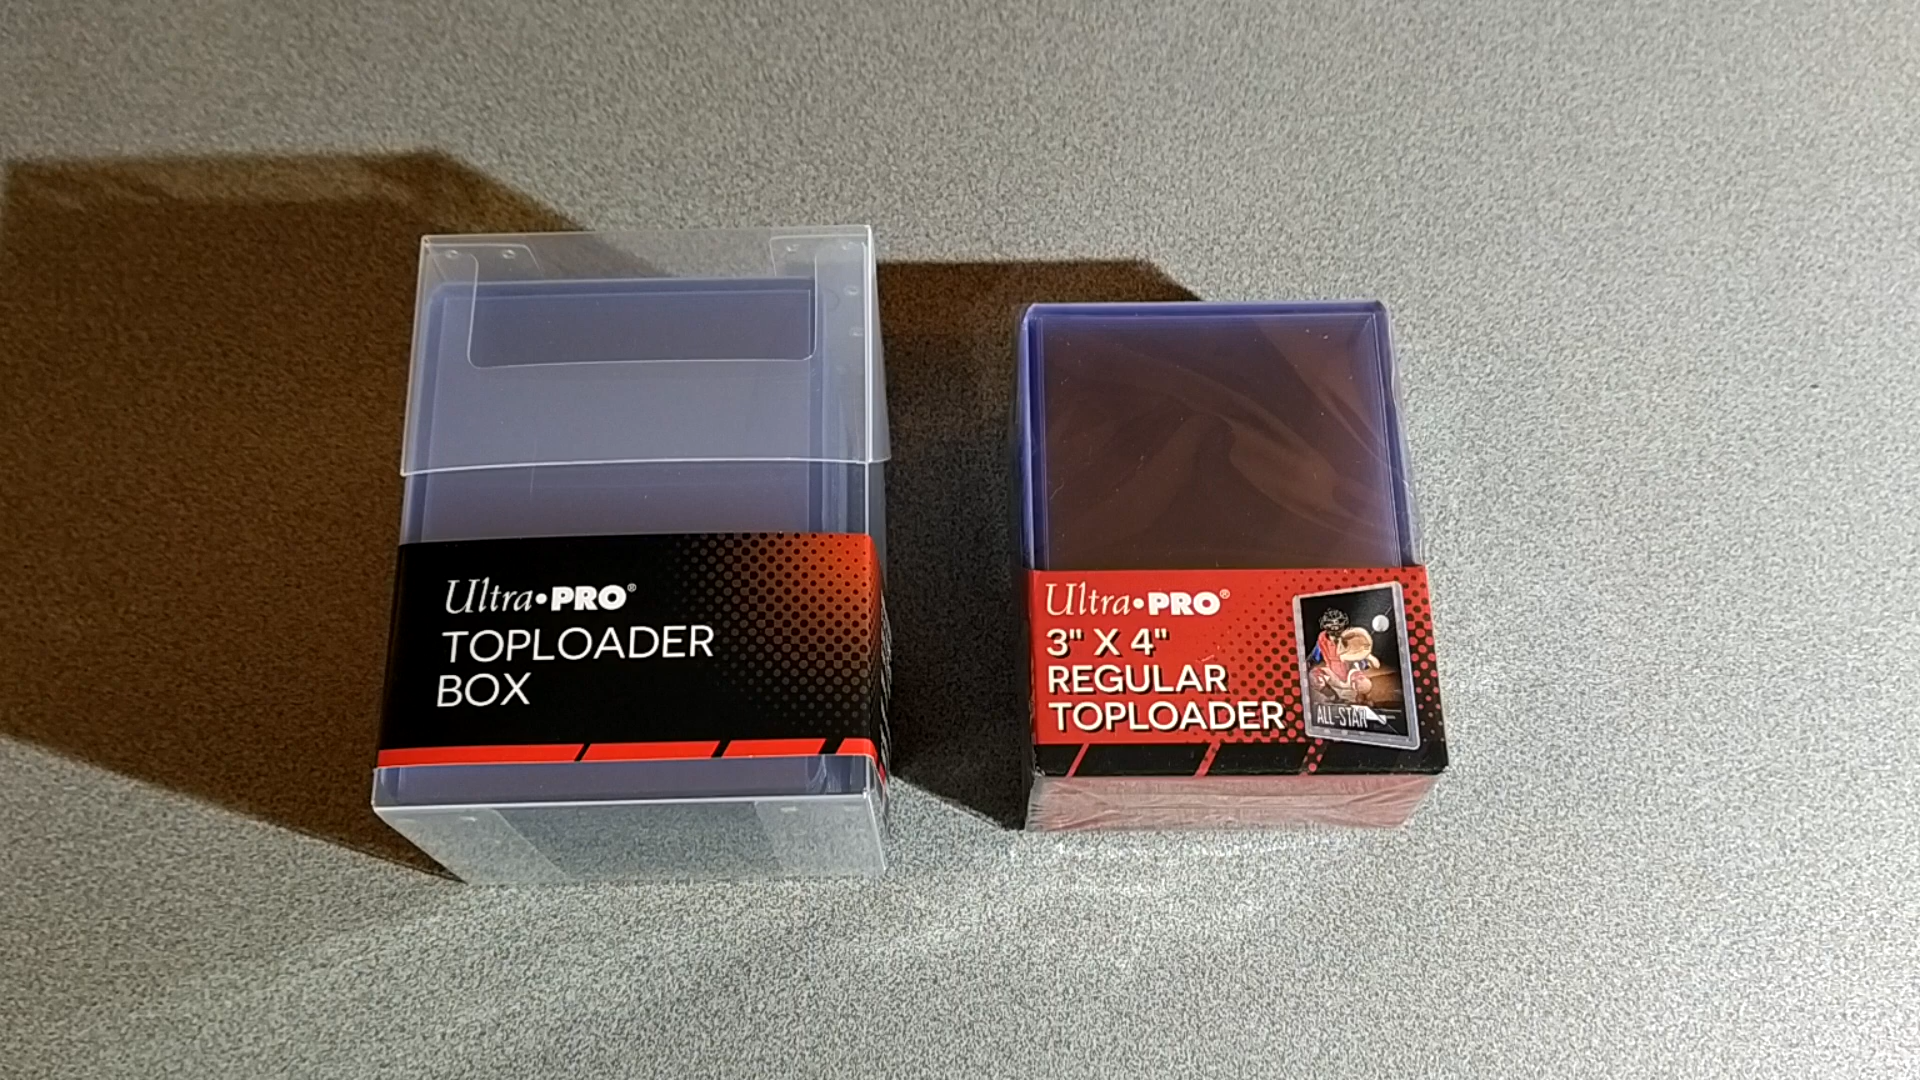 Ultra•PRO®
TOPLOADER
BOX
Ultra•PRO®
3" X 4"
REGULAR
TOPLOADER
ALL-STAR